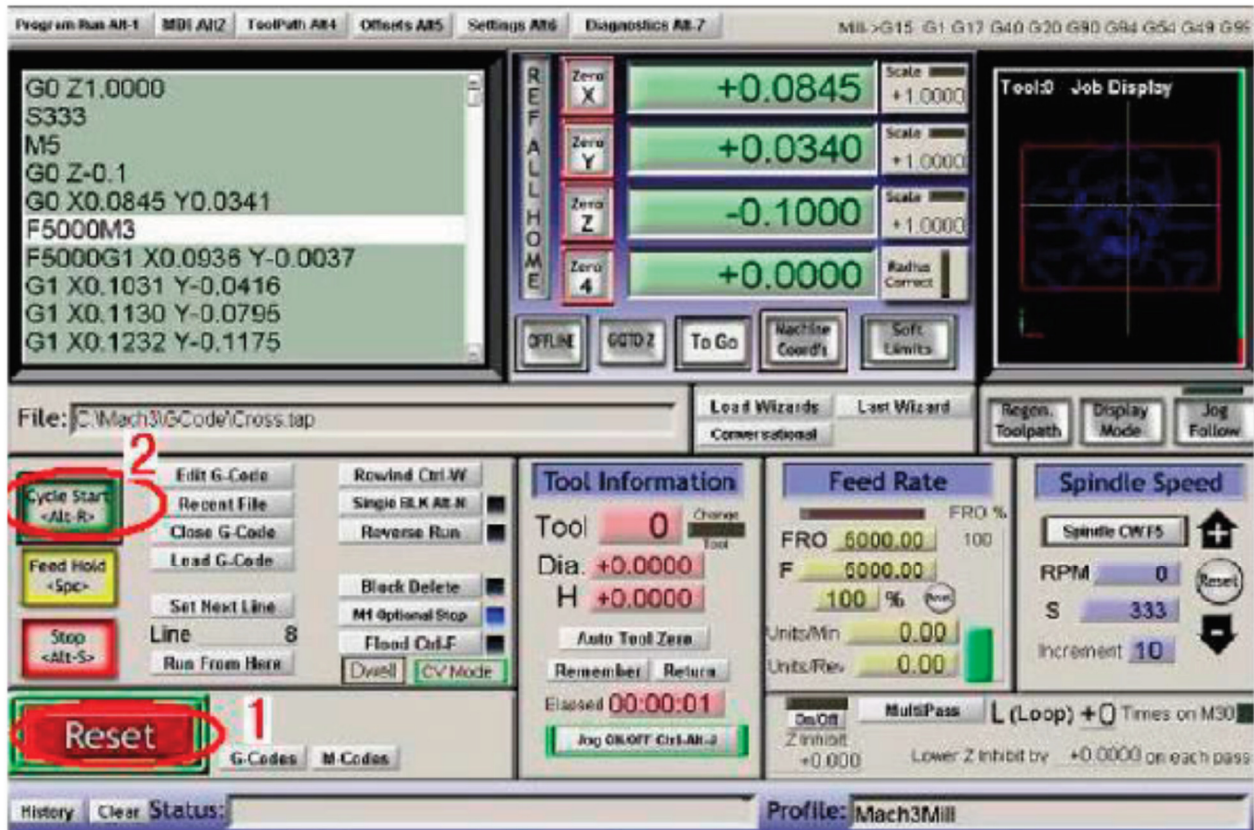 Program Run Alt-1 MDI Alt2 ToolPath Alt4 Offsets Alt5 Settings Alt6 Diagnostics Alt-7 Mill->G15 G1 G17 G40 G20 G90 G94 G54 G49 G99
G0 Z1.0000
S333
M5
G0 Z-0.1
G0 X0.0845 Y0.0341
F5000M3
F5000G1 X0.0936 Y-0.0037
G1 X0.1031 Y-0.0416
G1 X0.1130 Y-0.0795
G1 X0.1232 Y-0.1175
REF ALL HOME
Zero X +0.0845 Scale +1.0000
Zero Y +0.0340 Scale +1.0000
Zero Z -0.1000 Scale +1.0000
Zero 4 +0.0000 Radius Correct
OFFLINE GOTO Z To Go Machine Coord's Soft Limits
Tool:0 Job Display
File: C:\Mach3\GCode\Cross.tap
Load Wizards Last Wizard
Conversational
Regen. Toolpath Display Mode Jog Follow
2
Cycle Start <Alt-R>
Feed Hold <Spc>
Stop <Alt-S>
Edit G-Code
Recent File
Close G-Code
Load G-Code
Set Next Line
Line 8
Run From Here
Rewind Ctrl-W
Single BLK Alt-N
Reverse Run
Block Delete
M1 Optional Stop
Flood Ctrl-F
Dwell CV Mode
1
Reset
G-Codes M-Codes
Tool Information
Tool 0 Change Tool
Dia. +0.0000
H +0.0000
Auto Tool Zero
Remember Return
Elapsed 00:00:01
Jog ON/OFF Ctrl-Alt-J
Feed Rate
FRO %
FRO 5000.00 100
F 5000.00
100 % Reset
Units/Min 0.00
Units/Rev 0.00
Spindle Speed
Spindle CW F5
RPM 0
Reset
S 333
Increment 10
On/Off
Z Inhibit
+0.000
MultiPass L (Loop) +0 Times on M30
Lower Z Inhibit by +0.0000 on each pass
History Clear Status: Profile: Mach3Mill